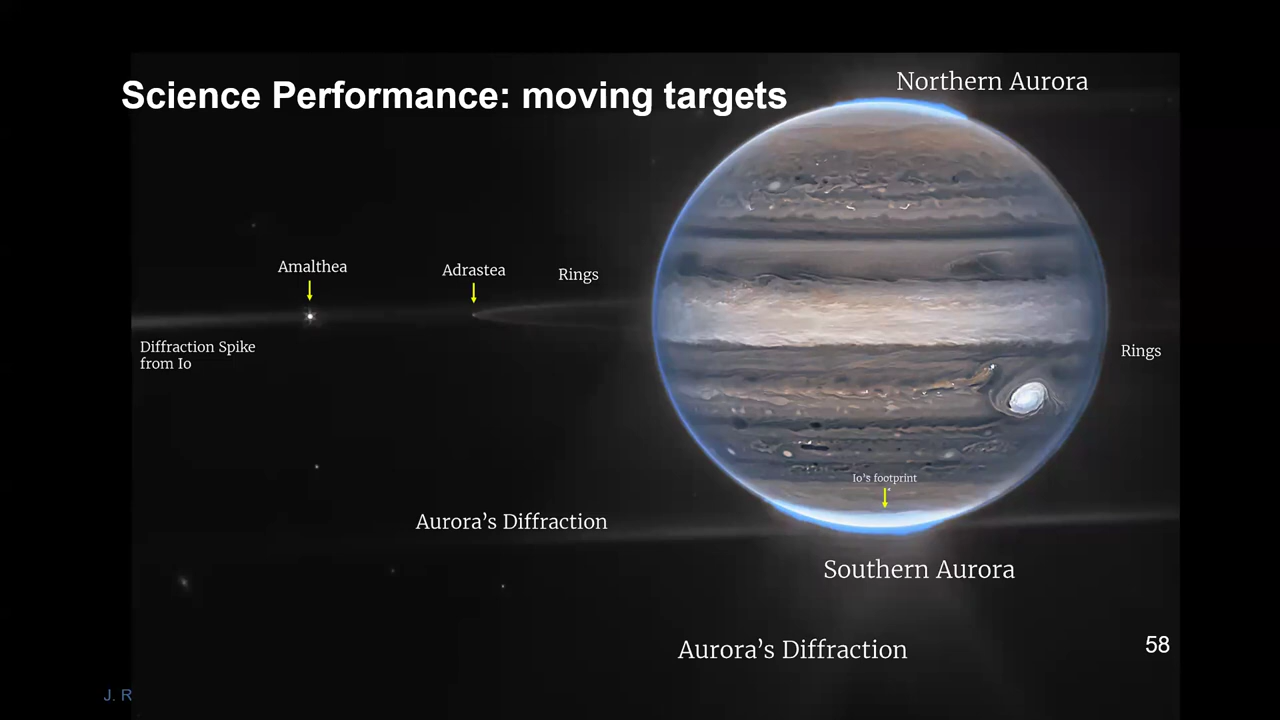 Science Performance: moving targets
Northern Aurora
Amalthea
Adrastea
Rings
Diffraction Spike
from Io
Rings
Io's footprint
Aurora's Diffraction
Southern Aurora
Aurora's Diffraction
58
J. R